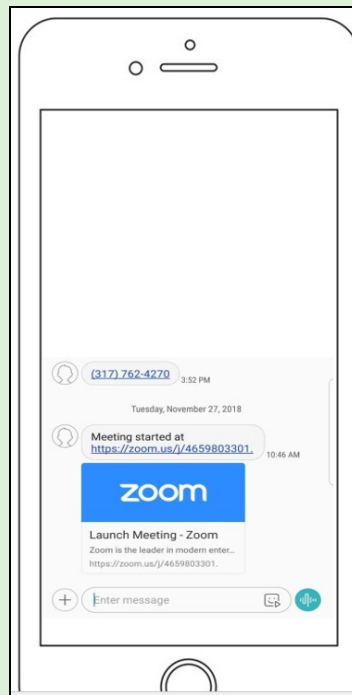 (317) 762-4270
3:52 PM
Tuesday, November 27, 2018
Meeting started at
https://zoom.us/j/4659803301.
10:46 AM
zoom
Launch Meeting - Zoom
Zoom is the leader in modern enter...
https://zoom.us/j/4659803301.
Enter message